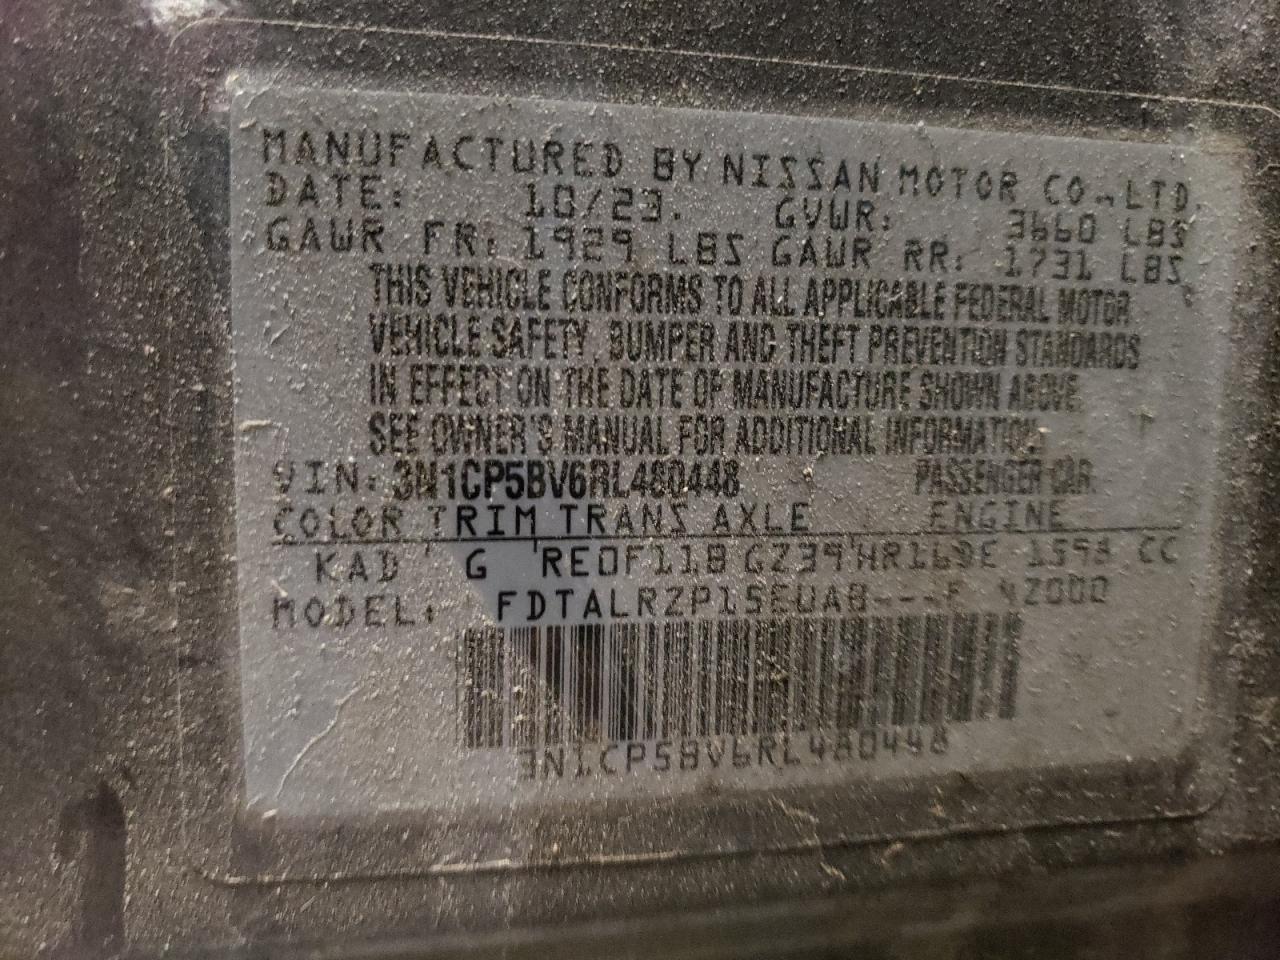 MANUFACTURED BY NISSAN MOTOR CO.,LTD.
DATE: 10/23. GVWR: 3660 LBS
GAWR FR: 1929 LBS GAWR RR: 1731 LBS
THIS VEHICLE CONFORMS TO ALL APPLICABLE FEDERAL MOTOR
VEHICLE SAFETY, BUMPER AND THEFT PREVENTION STANDARDS
IN EFFECT ON THE DATE OF MANUFACTURE SHOWN ABOVE.
SEE OWNER'S MANUAL FOR ADDITIONAL INFORMATION.
VIN: 3N1CP5BV6RL480448 PASSENGER CAR
COLOR TRIM TRANS AXLE ENGINE
KAD G RE0F11B GZ39 HR16DE 1598 CC
MODEL: FDTALRZP15EUAB---F 42000
3N1CP5BV6RL480448